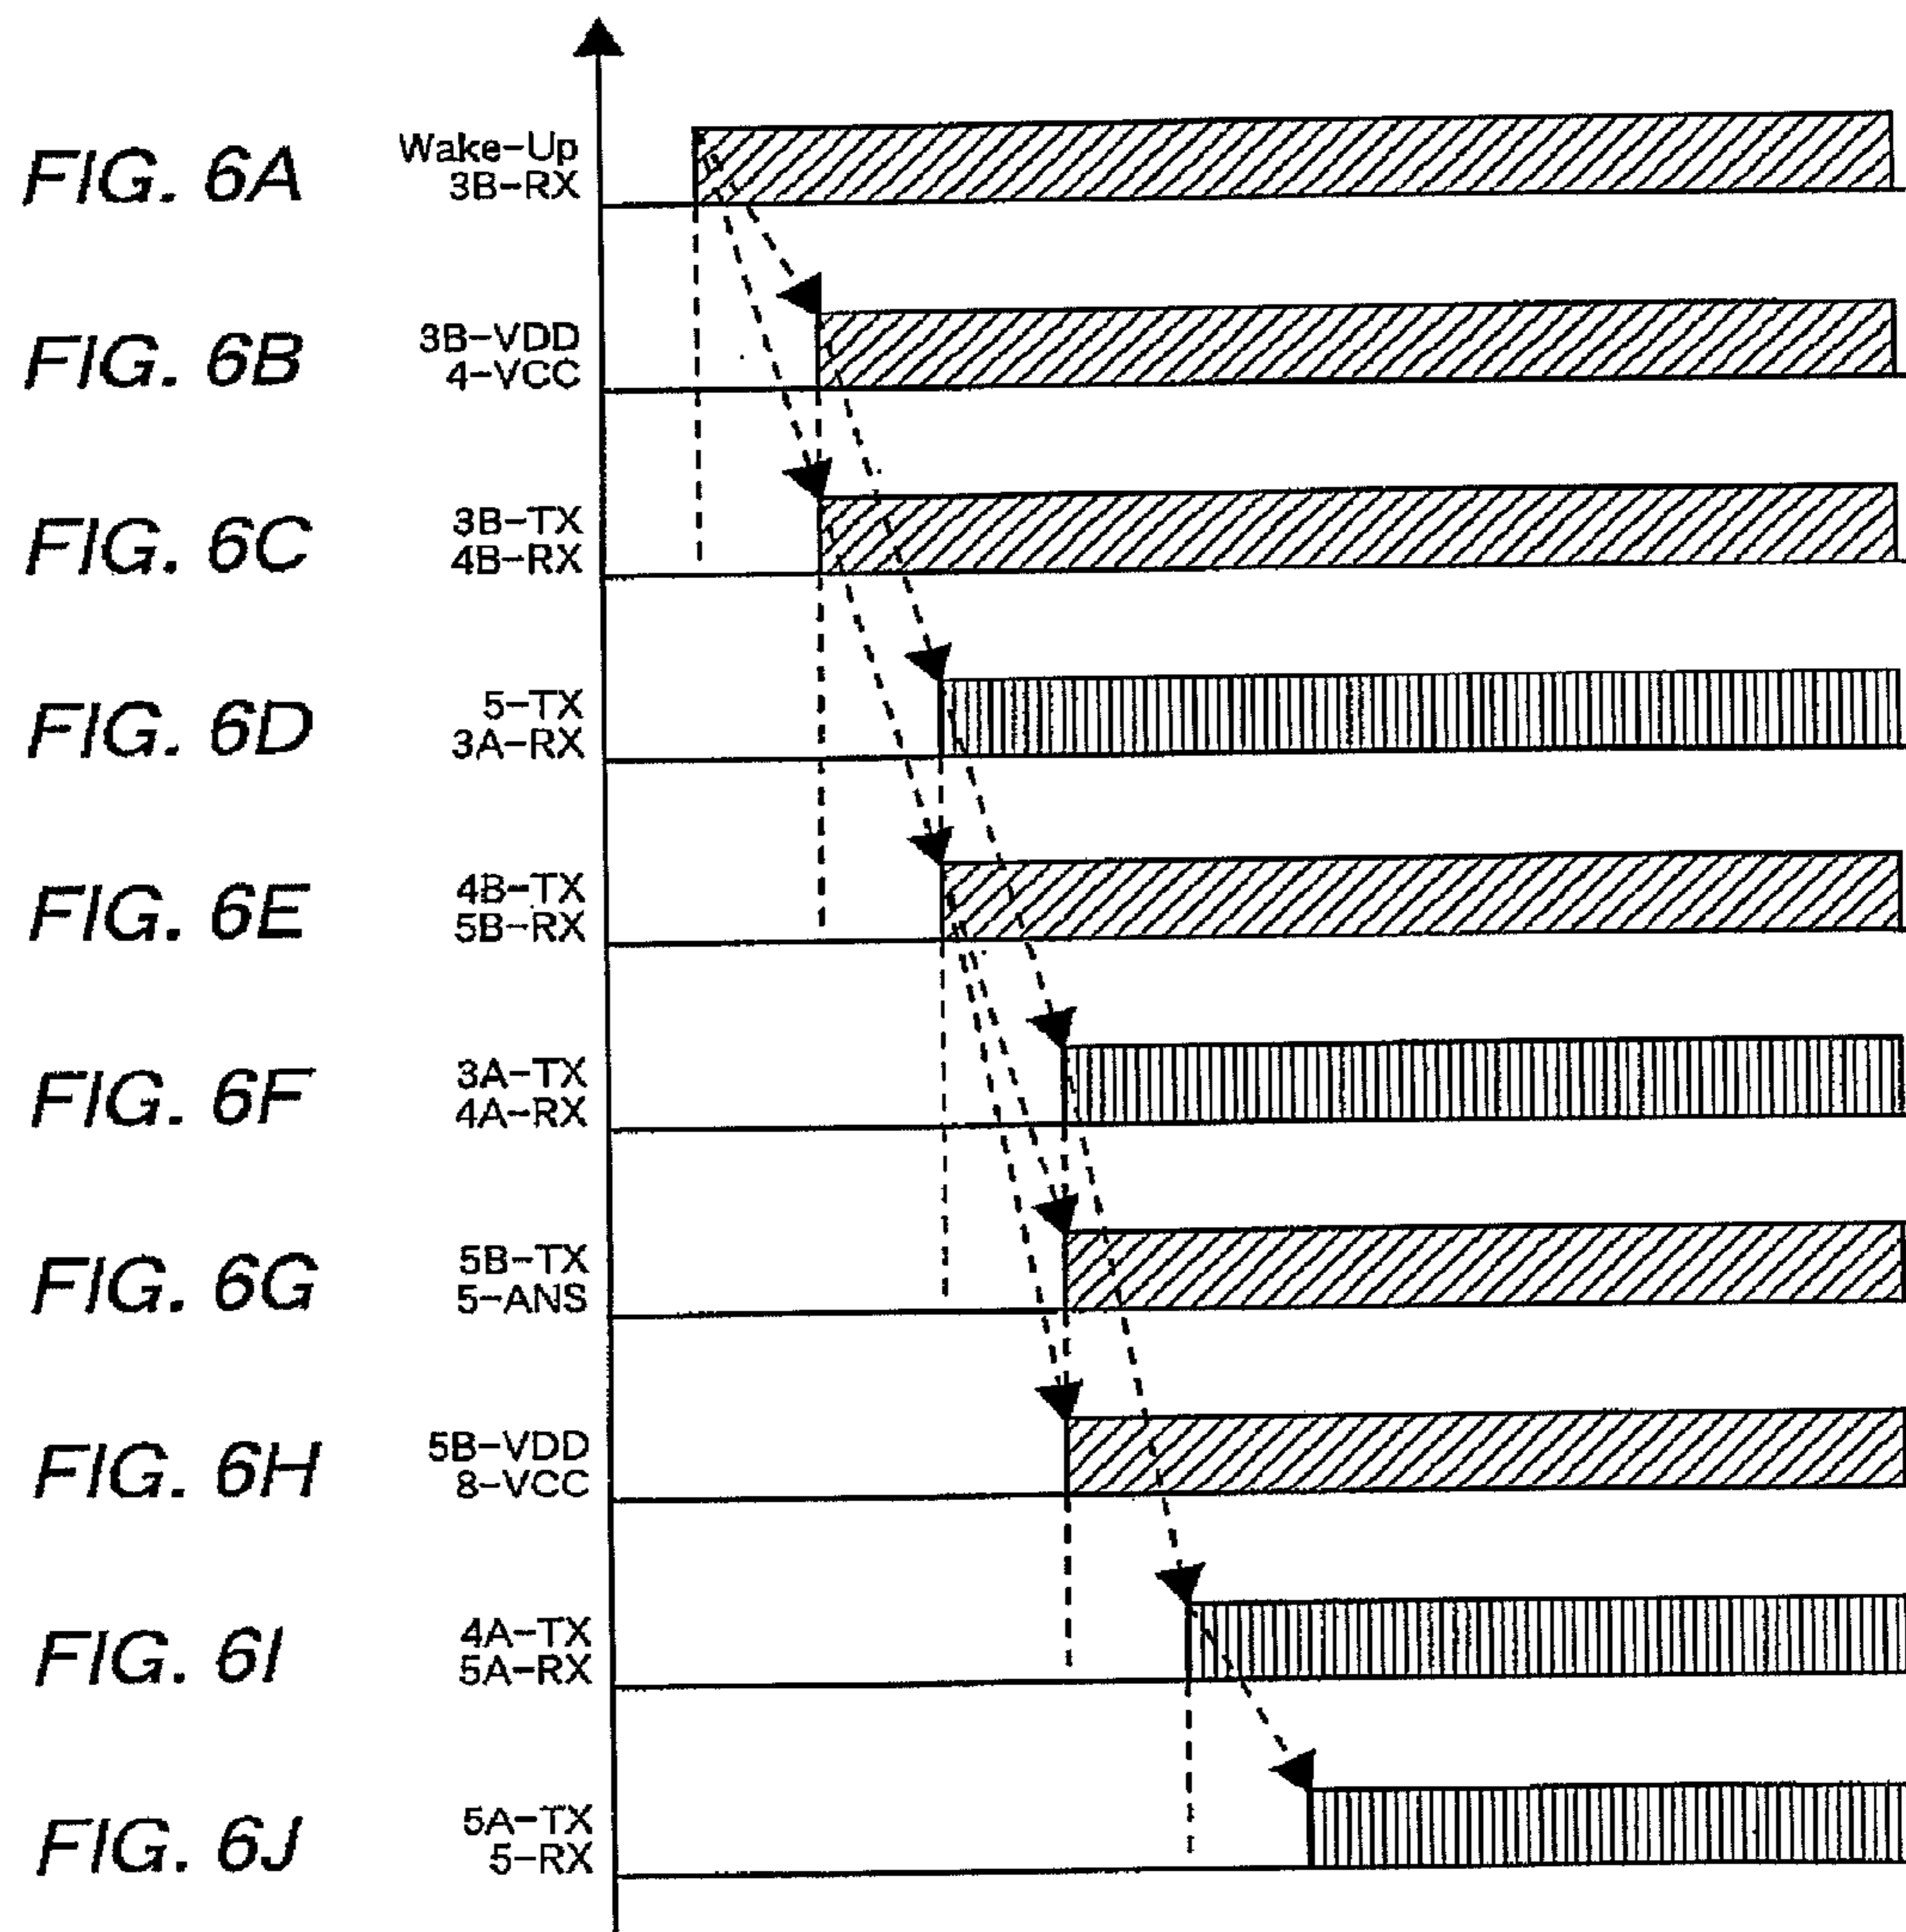 FIG. 6A
Wake-Up
3B-RX
FIG. 6B
3B-VDD
4-VCC
FIG. 6C
3B-TX
4B-RX
FIG. 6D
5-TX
3A-RX
FIG. 6E
4B-TX
5B-RX
FIG. 6F
3A-TX
4A-RX
FIG. 6G
5B-TX
5-ANS
FIG. 6H
5B-VDD
8-VCC
FIG. 6I
4A-TX
5A-RX
FIG. 6J
5A-TX
5-RX